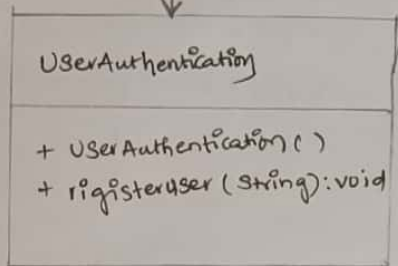 UserAuthentication
+ UserAuthentication()
+ rigisteruser (String): void